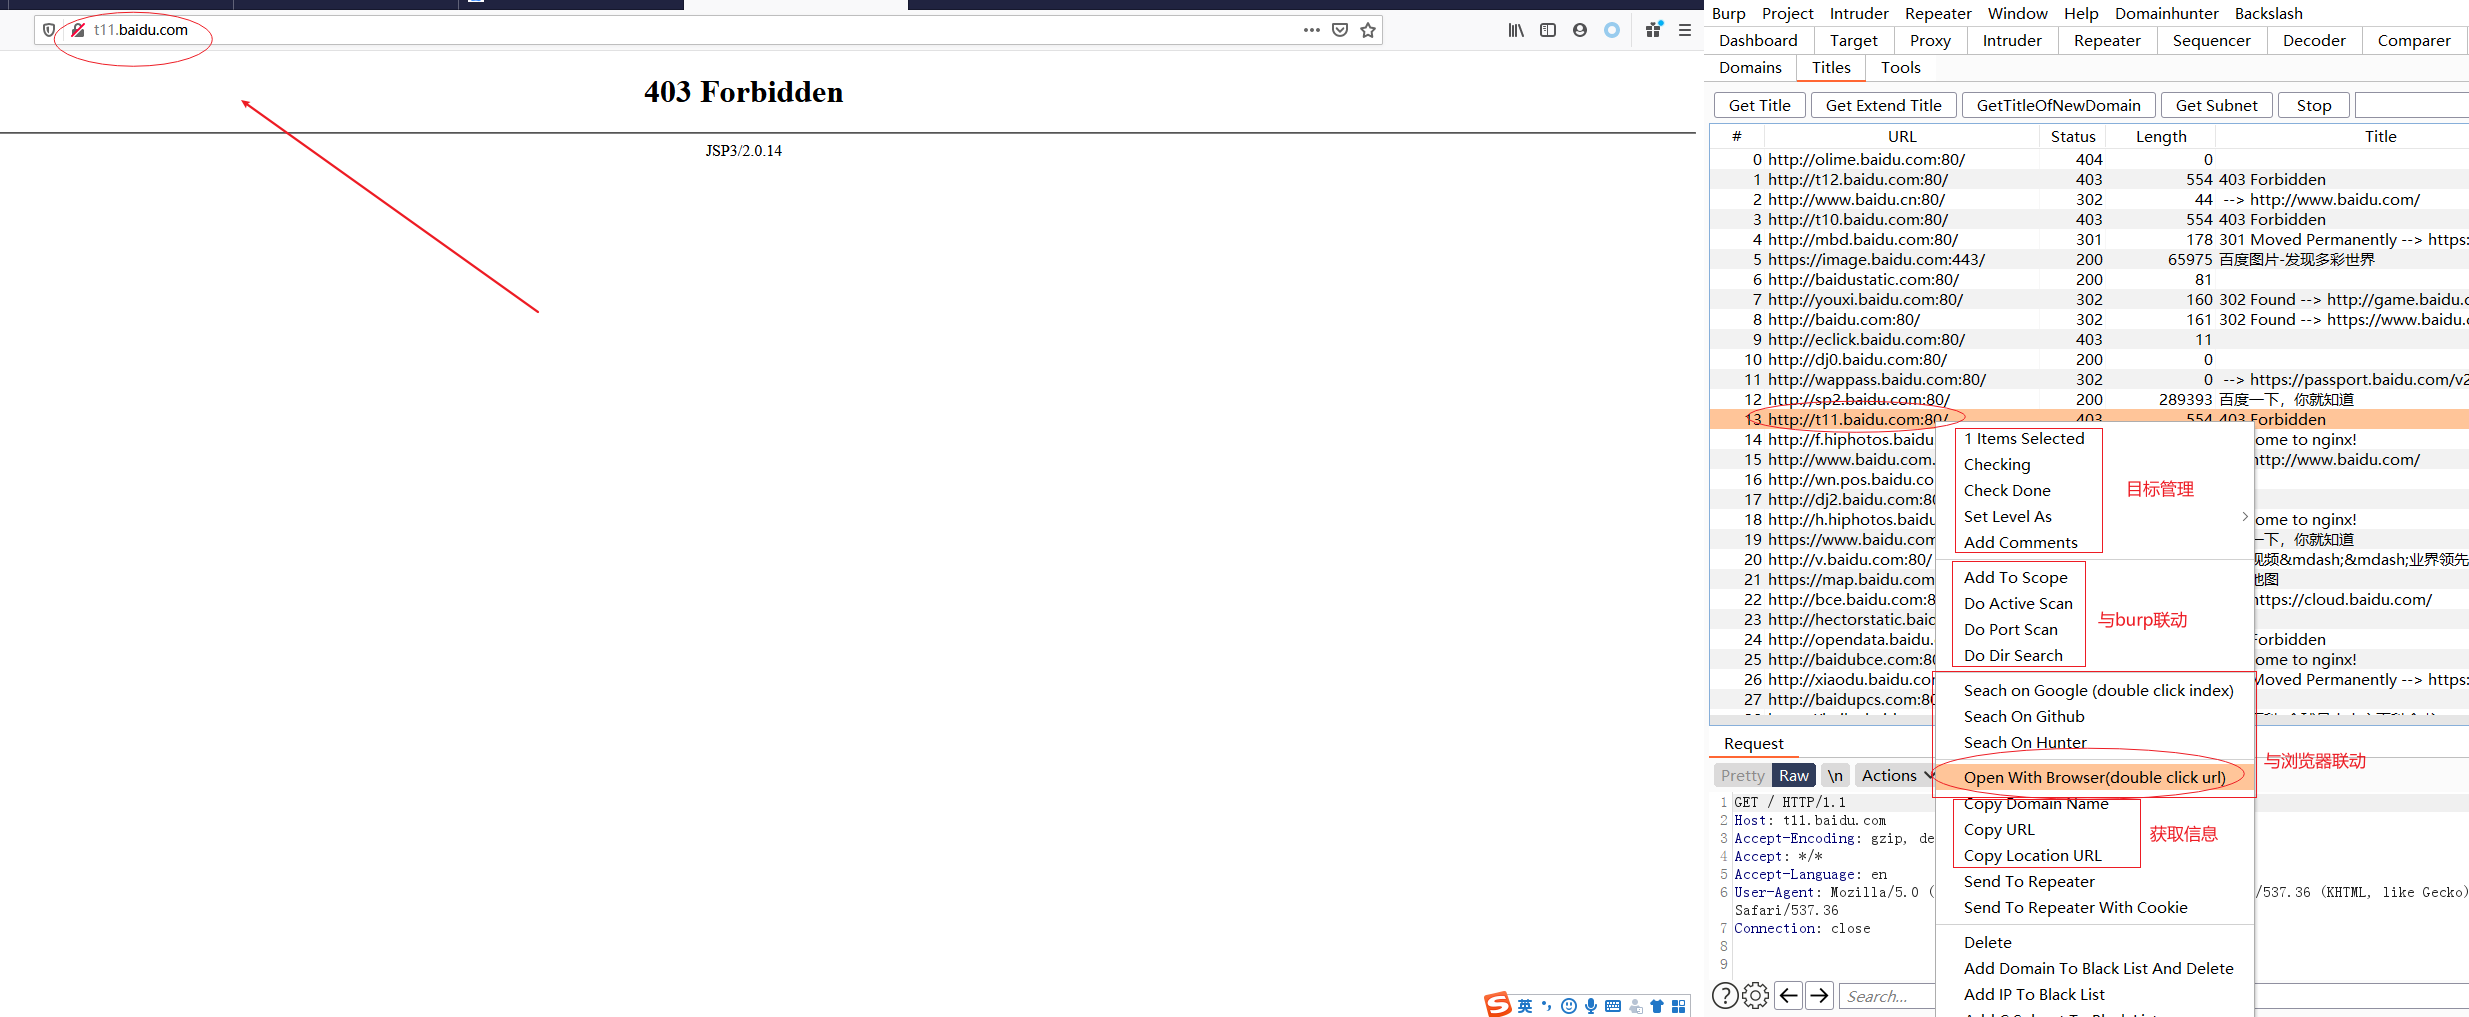 t11.baidu.com
403 Forbidden
JSP3/2.0.14
英
Burp Project Intruder Repeater Window Help Domainhunter Backslash
Dashboard Target Proxy Intruder Repeater Sequencer Decoder Comparer
Domains Titles Tools
Get Title Get Extend Title GetTitleOfNewDomain Get Subnet Stop
# URL Status Length Title
0 http://olime.baidu.com:80/ 404 0
1 http://t12.baidu.com:80/ 403 554 403 Forbidden
2 http://www.baidu.cn:80/ 302 44 --> http://www.baidu.com/
3 http://t10.baidu.com:80/ 403 554 403 Forbidden
4 http://mbd.baidu.com:80/ 301 178 301 Moved Permanently --> https:
5 https://image.baidu.com:443/ 200 65975 百度图片-发现多彩世界
6 http://baidustatic.com:80/ 200 81
7 http://youxi.baidu.com:80/ 302 160 302 Found --> http://game.baidu.c
8 http://baidu.com:80/ 302 161 302 Found --> https://www.baidu.
9 http://eclick.baidu.com:80/ 403 11
10 http://dj0.baidu.com:80/ 200 0
11 http://wappass.baidu.com:80/ 302 0 --> https://passport.baidu.com/v2
12 http://sp2.baidu.com:80/ 200 289393 百度一下，你就知道
13 http://t11.baidu.com:80/ 403 554 403 Forbidden
14 http://f.hiphotos.baidu ome to nginx!
15 http://www.baidu.com. http://www.baidu.com/
16 http://wn.pos.baidu.co
17 http://dj2.baidu.com:80
18 http://h.hiphotos.baidu ome to nginx!
19 https://www.baidu.com 一下，你就知道
20 http://v.baidu.com:80/ 视频&mdash;&mdash;业界领先
21 https://map.baidu.com 地图
22 http://bce.baidu.com:8 https://cloud.baidu.com/
23 http://hectorstatic.baid
24 http://opendata.baidu. Forbidden
25 http://baidubce.com:80 ome to nginx!
26 http://xiaodu.baidu.com Moved Permanently --> https:
27 http://baidupcs.com:80
1 Items Selected
Checking
Check Done
Set Level As
Add Comments
目标管理
Add To Scope
Do Active Scan
Do Port Scan
Do Dir Search
与burp联动
Seach on Google (double click index)
Seach On Github
Seach On Hunter
Open With Browser(double click url)
与浏览器联动
Copy Domain Name
Copy URL
Copy Location URL
获取信息
Send To Repeater
Send To Repeater With Cookie
Delete
Add Domain To Black List And Delete
Add IP To Black List
Request
Pretty Raw \n Actions
1 GET / HTTP/1.1
2 Host: t11.baidu.com
3 Accept-Encoding: gzip, de
4 Accept: */*
5 Accept-Language: en
6 User-Agent: Mozilla/5.0 ( /537.36 (KHTML, like Gecko)
Safari/537.36
7 Connection: close
8
9
Search...